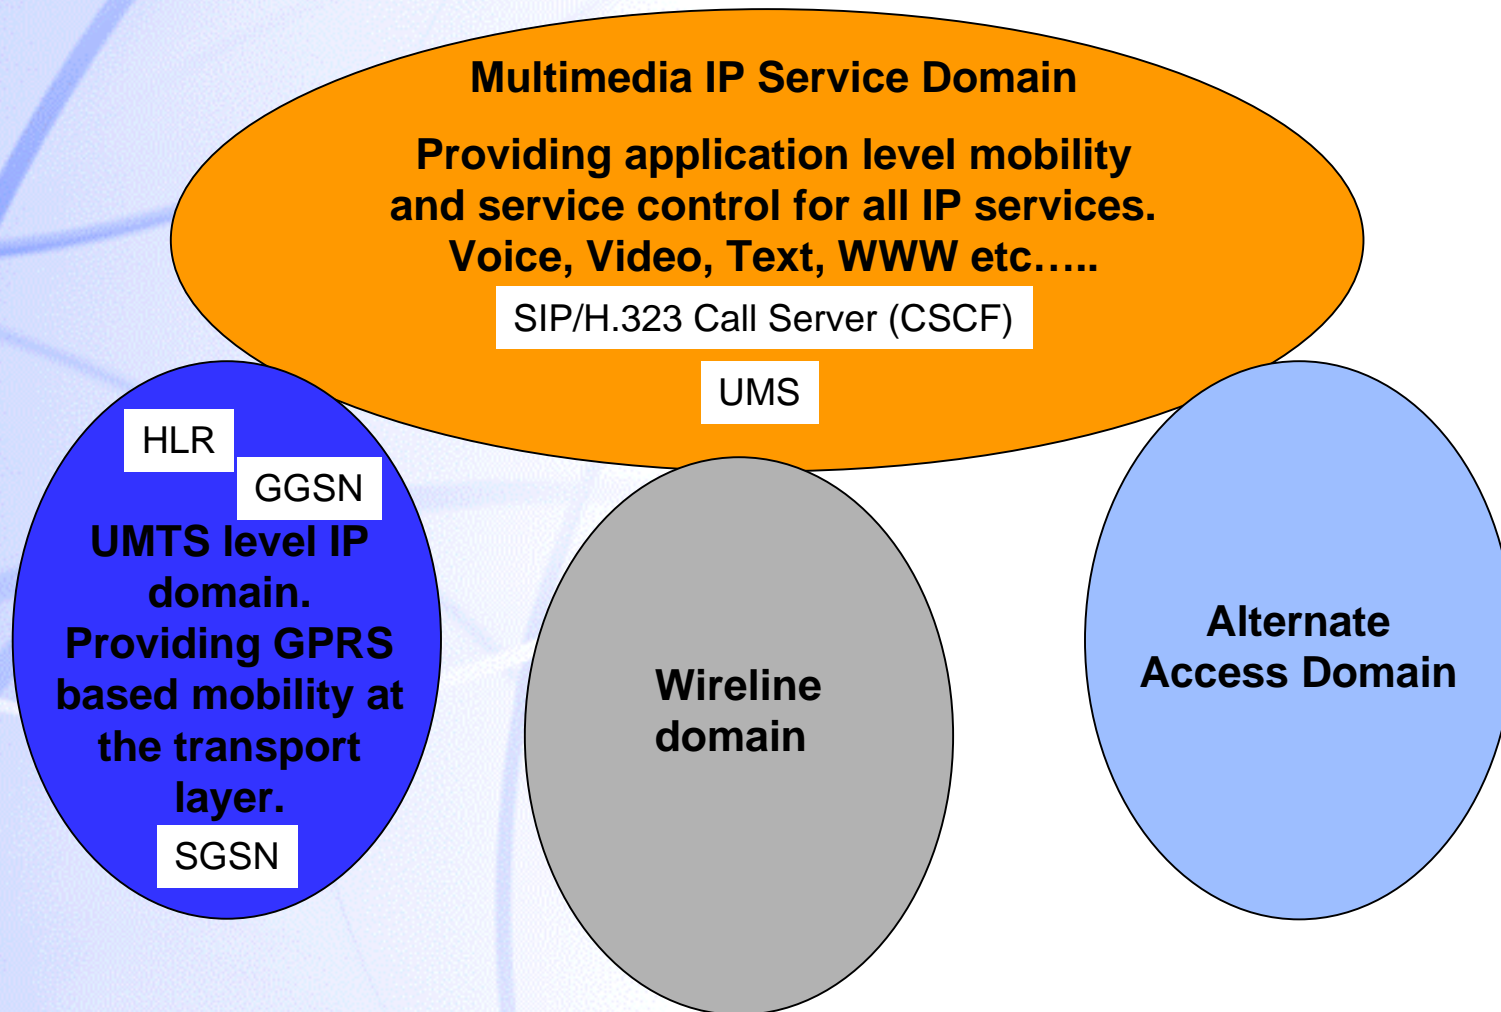 Multimedia IP Service Domain
Providing application level mobility
and service control for all IP services.
Voice, Video, Text, WWW etc…..
SIP/H.323 Call Server (CSCF)
UMS
HLR
GGSN
UMTS level IP
domain.
Providing GPRS
based mobility at
the transport
layer.
SGSN
Wireline
domain
Alternate
Access Domain